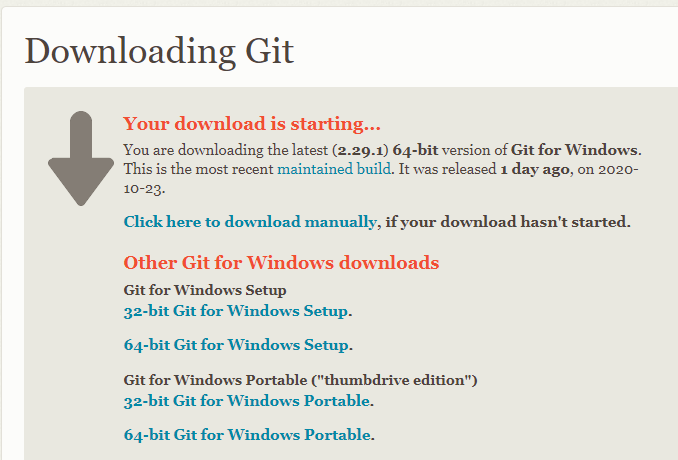 Downloading Git
Your download is starting...
You are downloading the latest (2.29.1) 64-bit version of Git for Windows.
This is the most recent maintained build. It was released 1 day ago, on 2020-
10-23.
Click here to download manually, if your download hasn't started.
Other Git for Windows downloads
Git for Windows Setup
32-bit Git for Windows Setup.
64-bit Git for Windows Setup.
Git for Windows Portable ("thumbdrive edition")
32-bit Git for Windows Portable.
64-bit Git for Windows Portable.